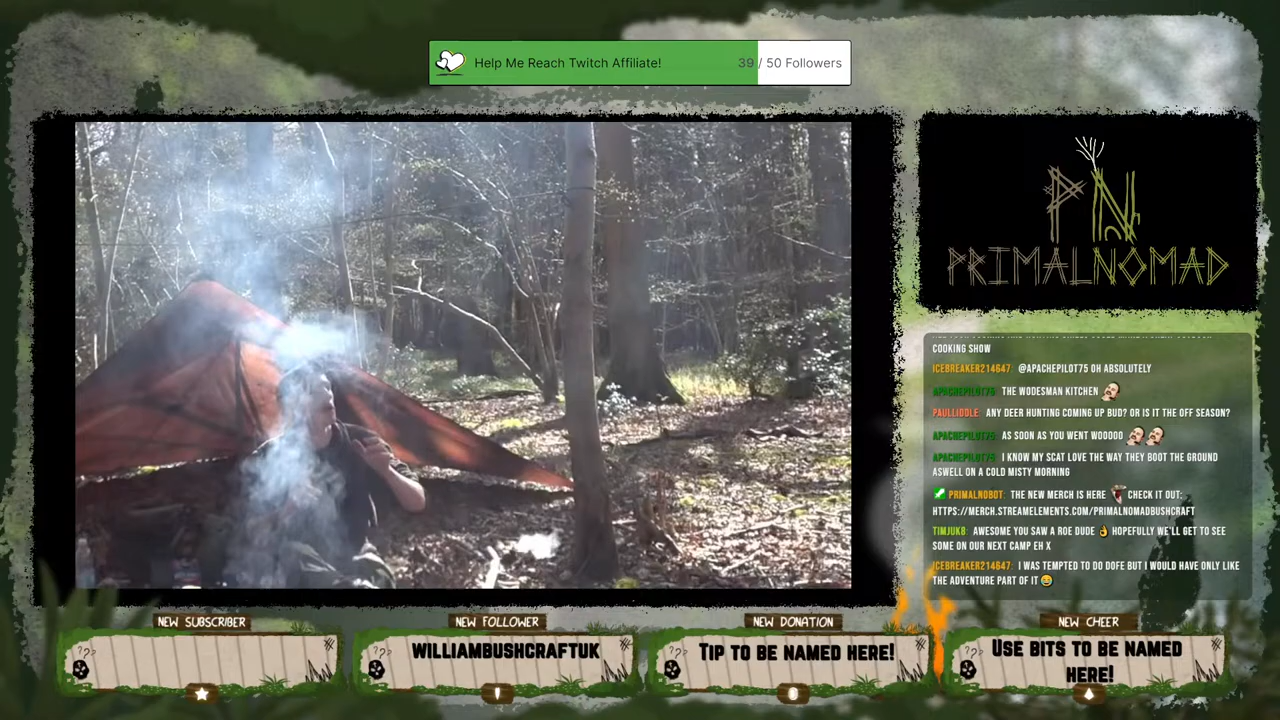 Help Me Reach Twitch Affiliate!
39 / 50 Followers
PN
PRIMALNOMAD
COOKING SHOW
ICEBREAKER214647: @APACHEPILOT75 OH ABSOLUTELY
APACHEPILOT75: THE WODESMAN KITCHEN
PAULLIDDLE: ANY DEER HUNTING COMING UP BUD? OR IS IT THE OFF SEASON?
APACHEPILOT75: AS SOON AS YOU WENT WOOOOO
APACHEPILOT75: I KNOW MY SCAT LOVE THE WAY THEY BOOT THE GROUND
ASWELL ON A COLD MISTY MORNING
PRIMALNOBOT: THE NEW MERCH IS HERE CHECK IT OUT:
HTTPS://MERCH.STREAMELEMENTS.COM/PRIMALNOMADBUSHCRAFT
TIMJUK8: AWESOME YOU SAW A ROE DUDE 👌 HOPEFULLY WE'LL GET TO SEE
SOME ON OUR NEXT CAMP EH X
ICEBREAKER214647: I WAS TEMPTED TO DO DOFE BUT I WOULD HAVE ONLY LIKE
THE ADVENTURE PART OF IT 😂
NEW SUBSCRIBER
???
NEW FOLLOWER
???
WILLIAMBUSHCRAFTUK
NEW DONATION
???
TIP TO BE NAMED HERE!
NEW CHEER
???
USE BITS TO BE NAMED
HERE!